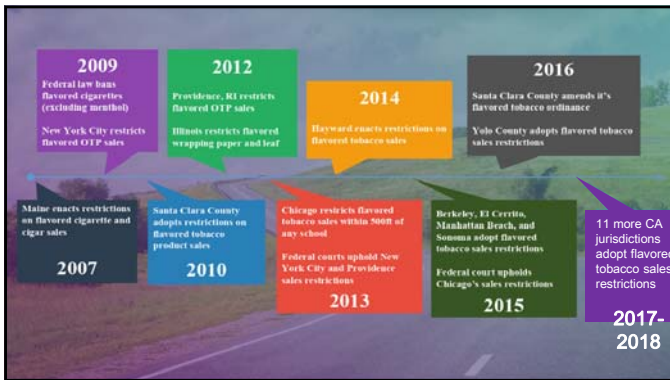 2009
Federal law bans
flavored cigarettes
(excluding menthol)
New York City restricts
flavored OTP sales
2012
Providence, RI restricts
flavored OTP sales
Illinois restricts flavored
wrapping paper and leaf
2014
Hayward enacts restrictions on
flavored tobacco sales
2016
Santa Clara County amends it's
flavored tobacco ordinance
Yolo County adopts flavored tobacco
sales restrictions
Maine enacts restrictions
on flavored cigarette and
cigar sales
2007
Santa Clara County
adopts restrictions on
flavored tobacco
product sales
2010
Chicago restricts flavored
tobacco sales within 500ft of
any school
Federal courts uphold New
York City and Providence
sales restrictions
2013
Berkeley, El Cerrito,
Manhattan Beach, and
Sonoma adopt flavored
tobacco sales restrictions
Federal court upholds
Chicago's sales restrictions
2015
11 more CA
jurisdictions
adopt flavored
tobacco sales
restrictions
2017-
2018